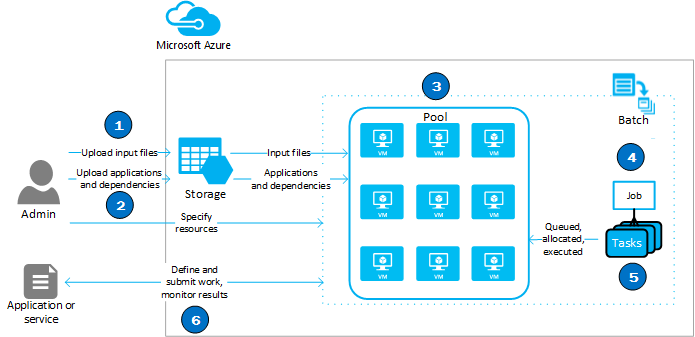 Microsoft Azure
3
Pool
Batch
1
Upload input files
Input files
VM
VM
VM
4
Upload applications
and dependencies
Storage
Applications
and dependencies
Admin
2
VM
VM
VM
Job
Specify
resources
Queued,
allocated,
executed
Tasks
VM
VM
VM
5
Define and
submit work,
monitor results
Application or
service
6